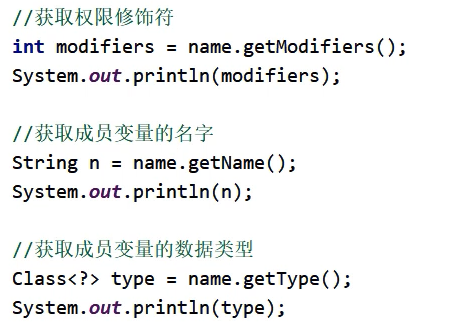 //获取权限修饰符
int modifiers = name.getModifiers();
System.out.println(modifiers);
//获取成员变量的名字
String n = name.getName();
System.out.println(n);
//获取成员变量的数据类型
Class<?> type = name.getType();
System.out.println(type);